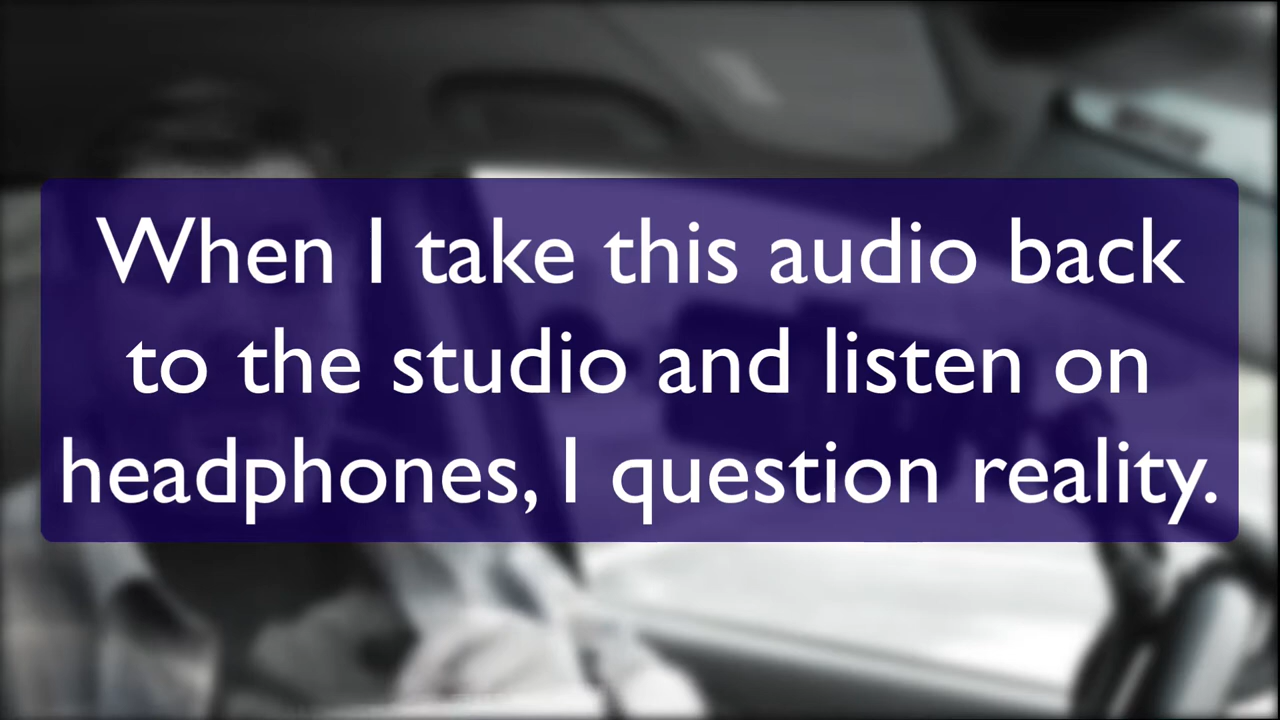 When I take this audio back
to the studio and listen on
headphones, I question reality.